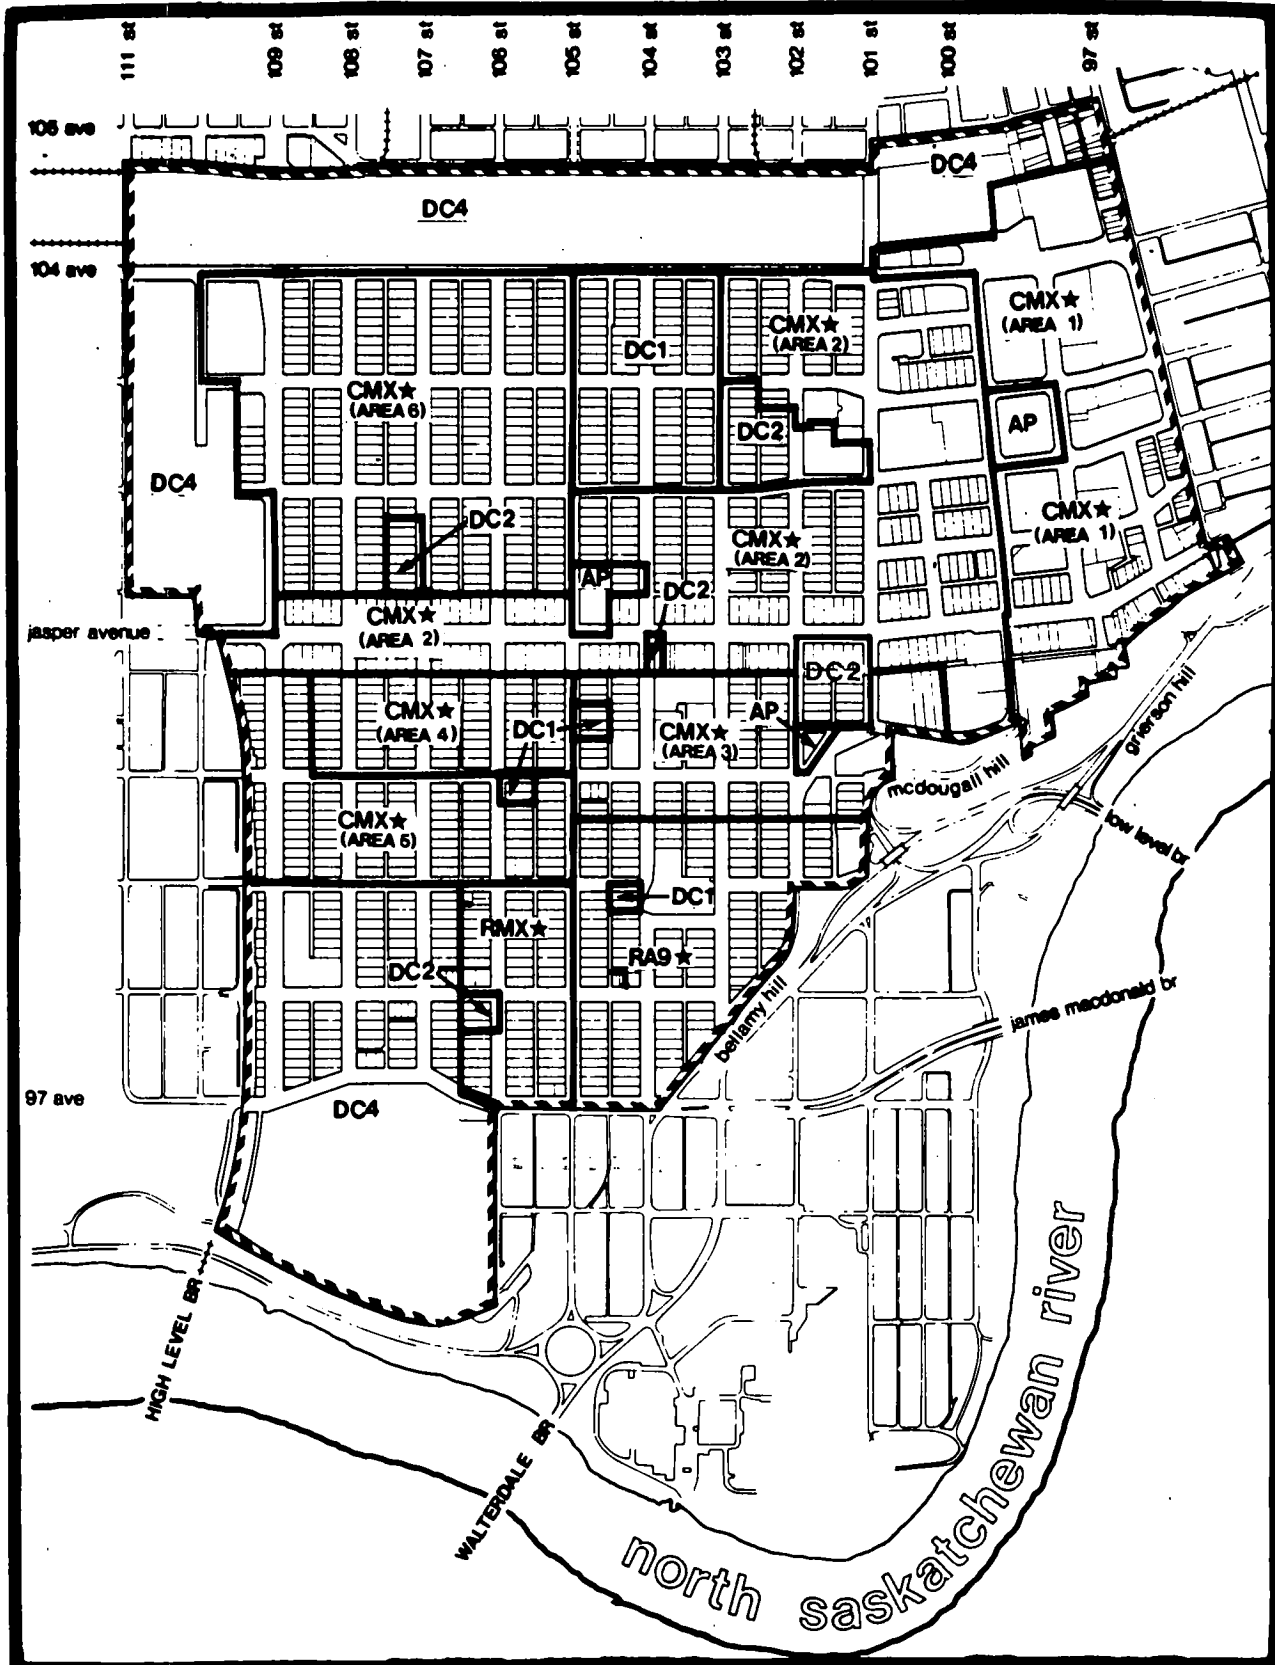 111 st
109 st
108 st
107 st
106 st
105 st
104 st
103 st
102 st
101 st
100 st
97 st
105 ave
DC4
DC4
104 ave
CMX★
(AREA 1)
CMX★
(AREA 2)
DC1
CMX★
(AREA 6)
AP
DC2
DC4
DC2
CMX★
(AREA 1)
CMX★
(AREA 2)
AP
DC2
CMX★
(AREA 2)
jasper avenue
DC2
CMX★
(AREA 4)
DC1
CMX★
(AREA 3)
AP
grierson hill
mcdougall hill
low level br
CMX★
(AREA 5)
DC1
RMX★
RA9★
DC2
bellamy hill
james macdonald br
97 ave
DC4
HIGH LEVEL BR
WALTERDALE BR
north saskatchewan river